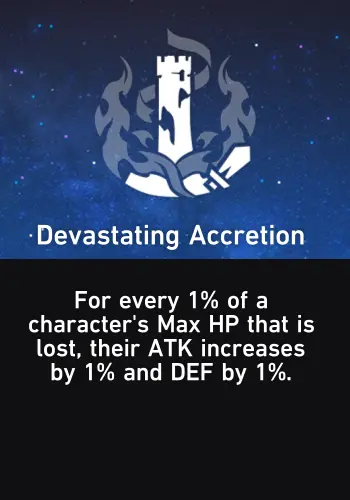 Devastating Accretion
For every 1% of a
character's Max HP that is
lost, their ATK increases
by 1% and DEF by 1%.